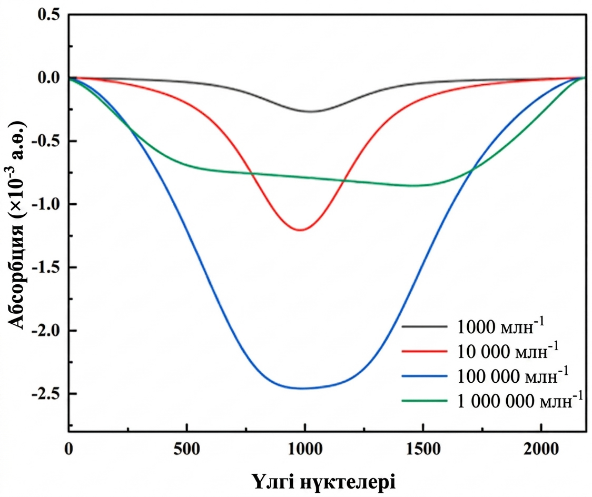 0.5
0.0
-0.5
-1.0
-1.5
-2.0
-2.5
Абсорбция (×10⁻³ а.ө.)
1000 млн⁻¹
10 000 млн⁻¹
100 000 млн⁻¹
1 000 000 млн⁻¹
0 500 1000 1500 2000
Үлгі нүктелері